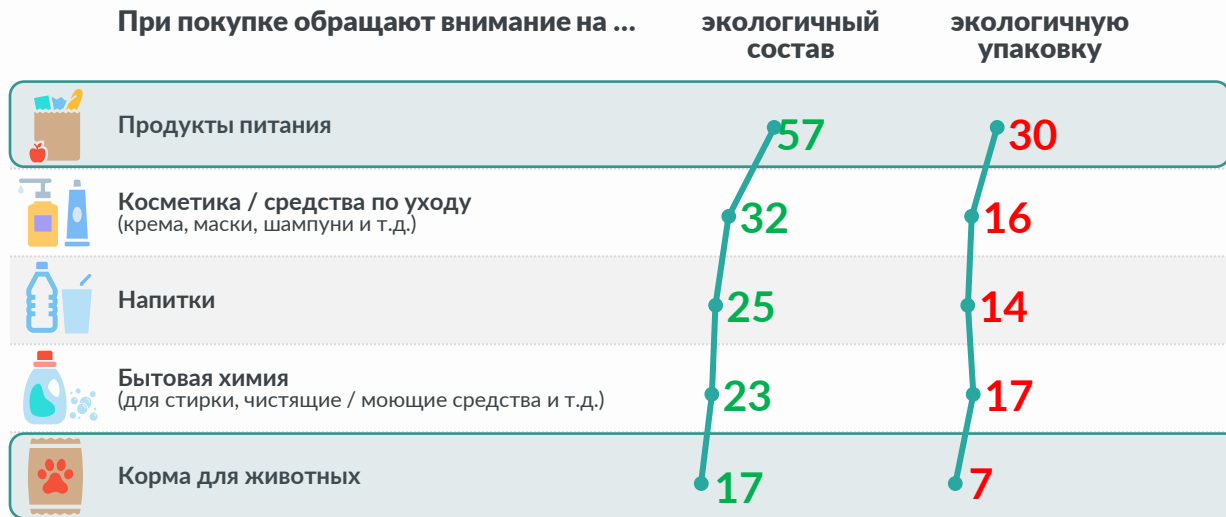 При покупке обращают внимание на ... экологичный состав экологичную упаковку
Продукты питания 57 30
Косметика / средства по уходу 32 16
(крема, маски, шампуни и т.д.)
Напитки 25 14
Бытовая химия 23 17
(для стирки, чистящие / моющие средства и т.д.)
Корма для животных 17 7